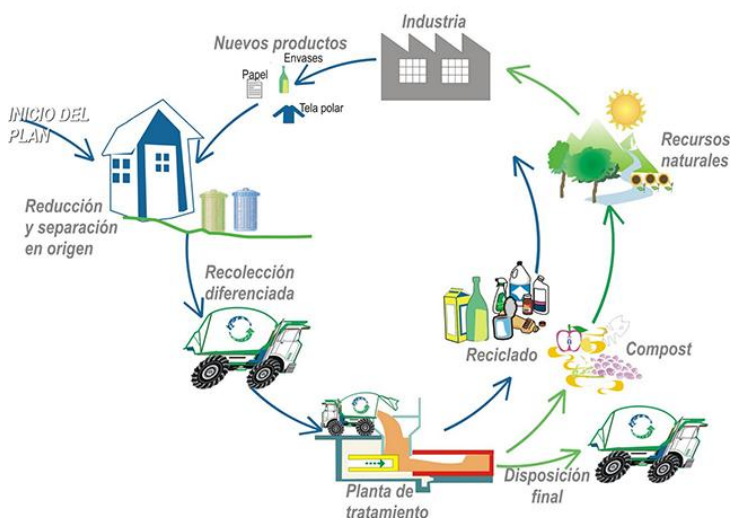 Industria
Nuevos productos
Envases
Papel
Tela polar
INICIO DEL
PLAN
Recursos
naturales
Reducción
y separación
en origen
Recolección
diferenciada
Reciclado
Compost
Planta de
tratamiento
Disposición
final